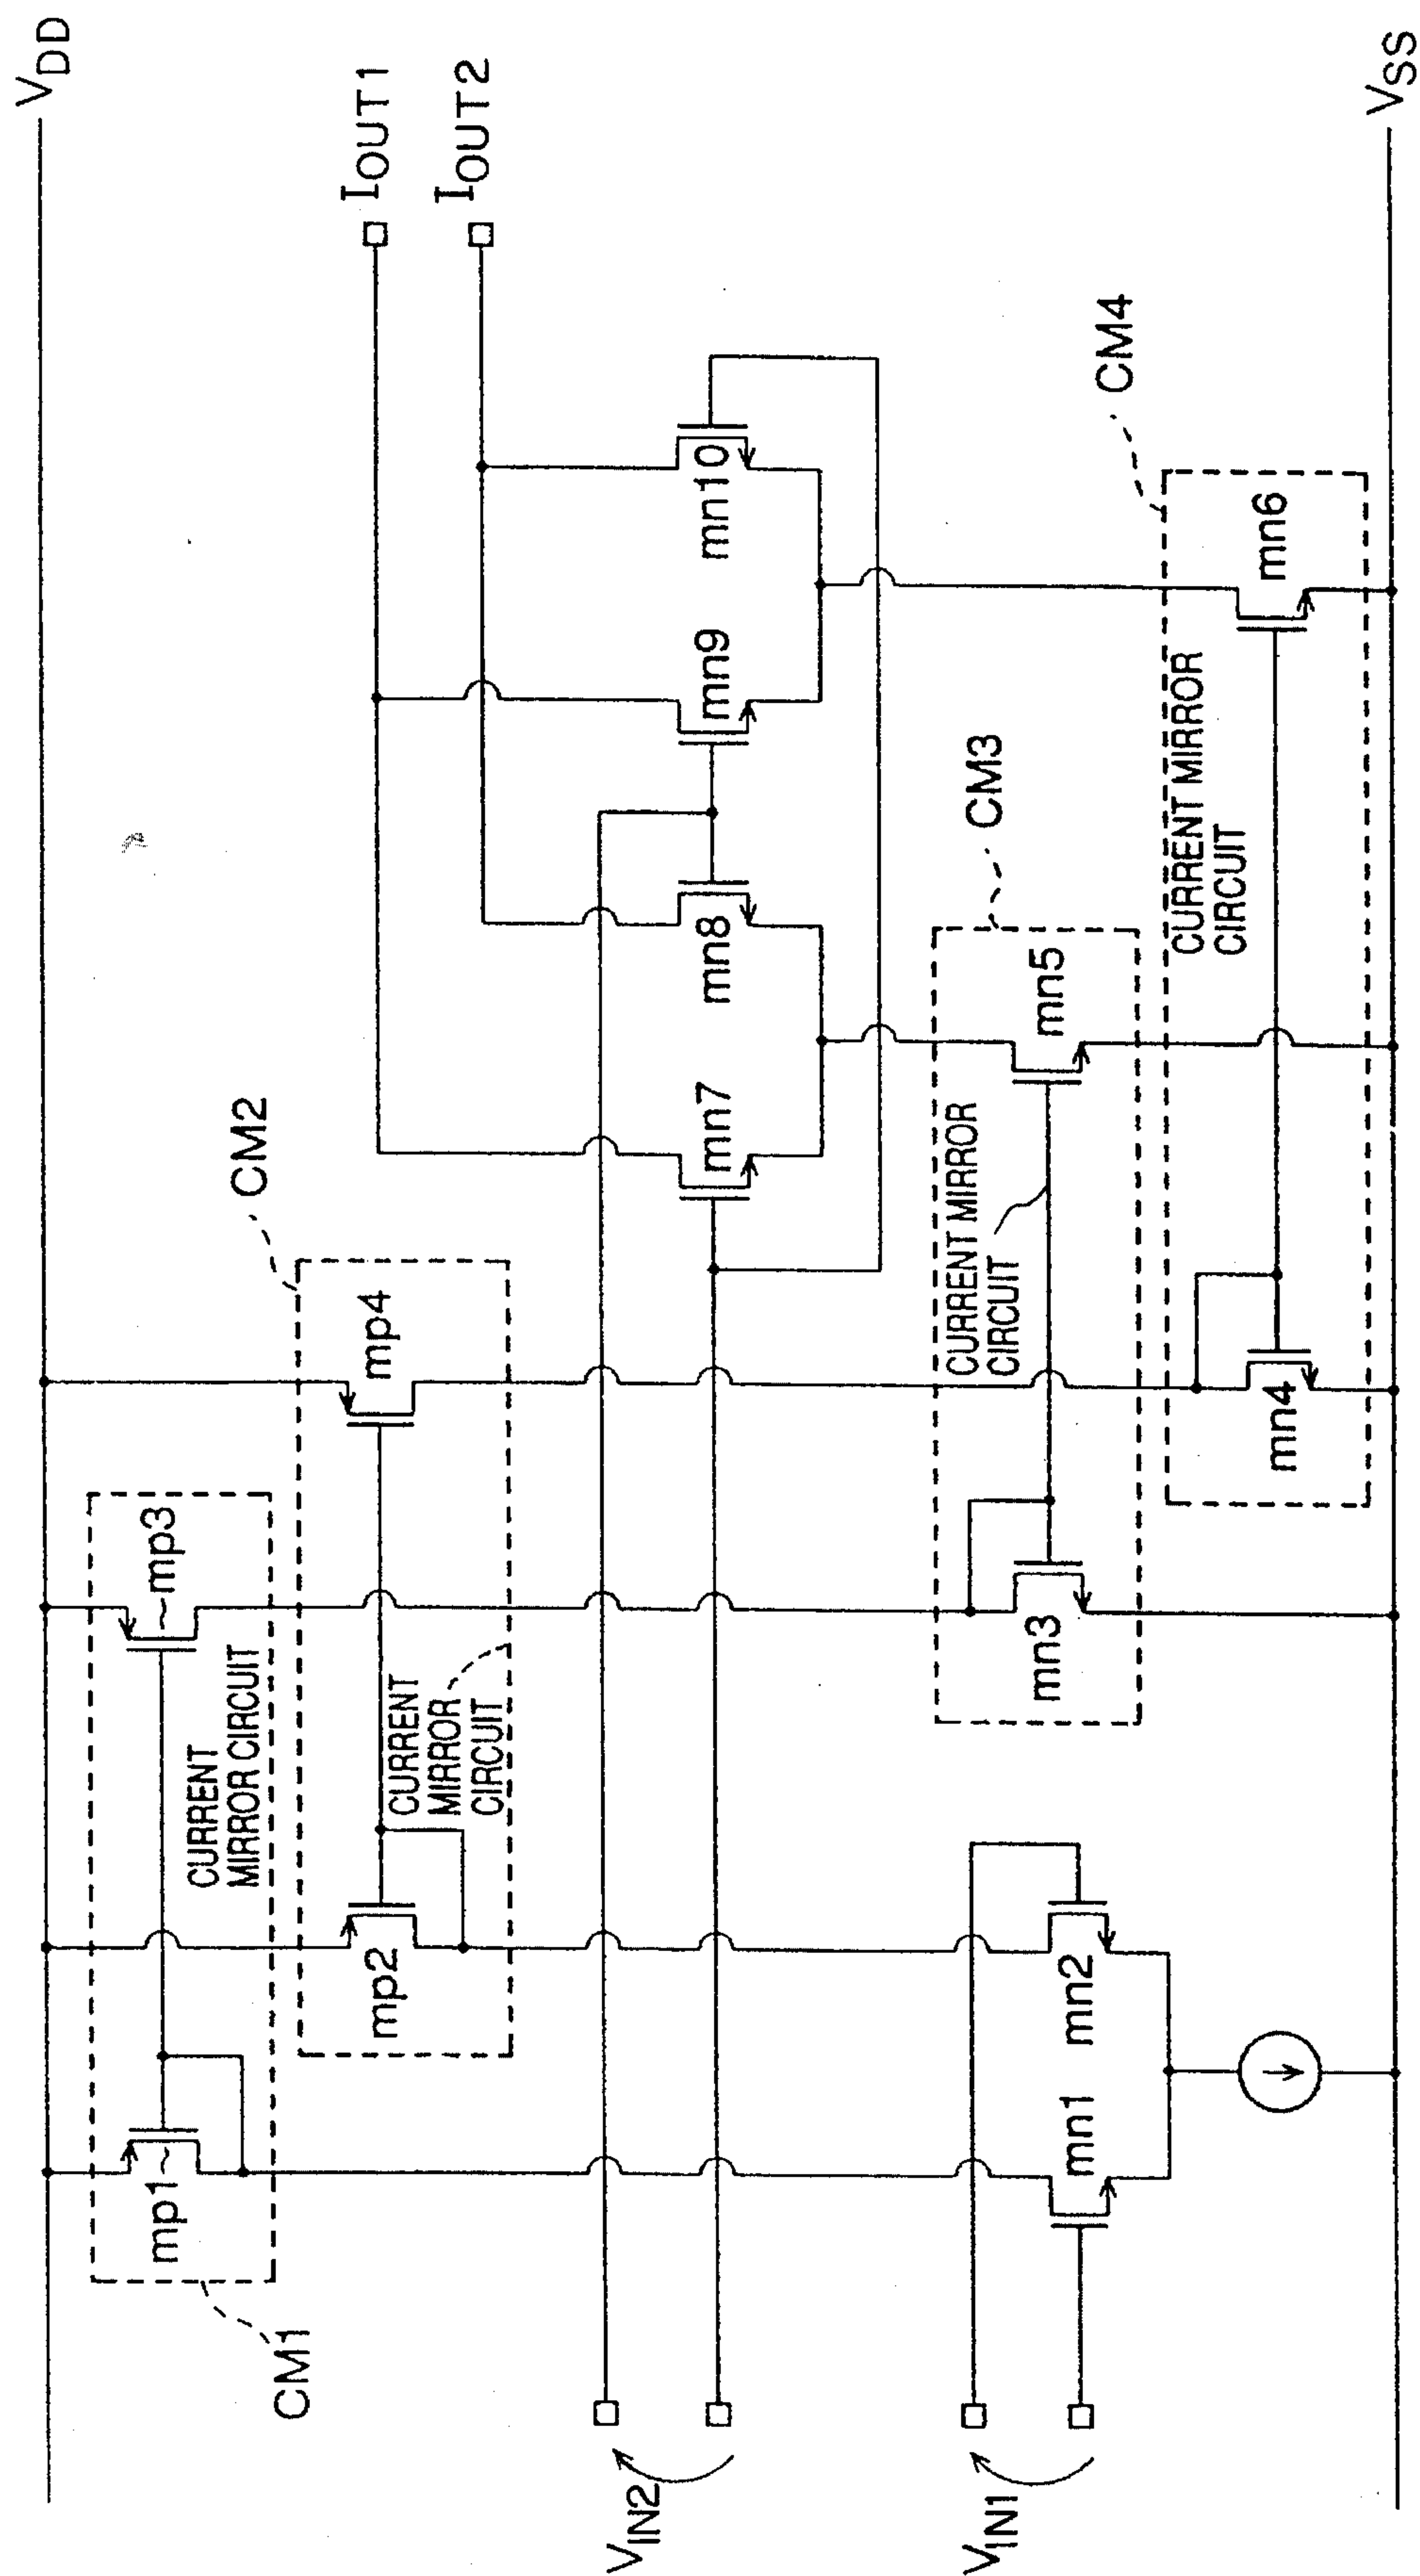 V_DD
I_OUT1
I_OUT2
CM1
mp1
mp3
CURRENT
MIRROR CIRCUIT
CM2
mp2
mp4
CURRENT
MIRROR
CIRCUIT
V_IN2
mn7
mn8
mn9
mn10
V_IN1
mn1
mn2
CM3
mn3
mn5
CURRENT MIRROR
CIRCUIT
CM4
mn4
mn6
CURRENT MIRROR
CIRCUIT
V_SS